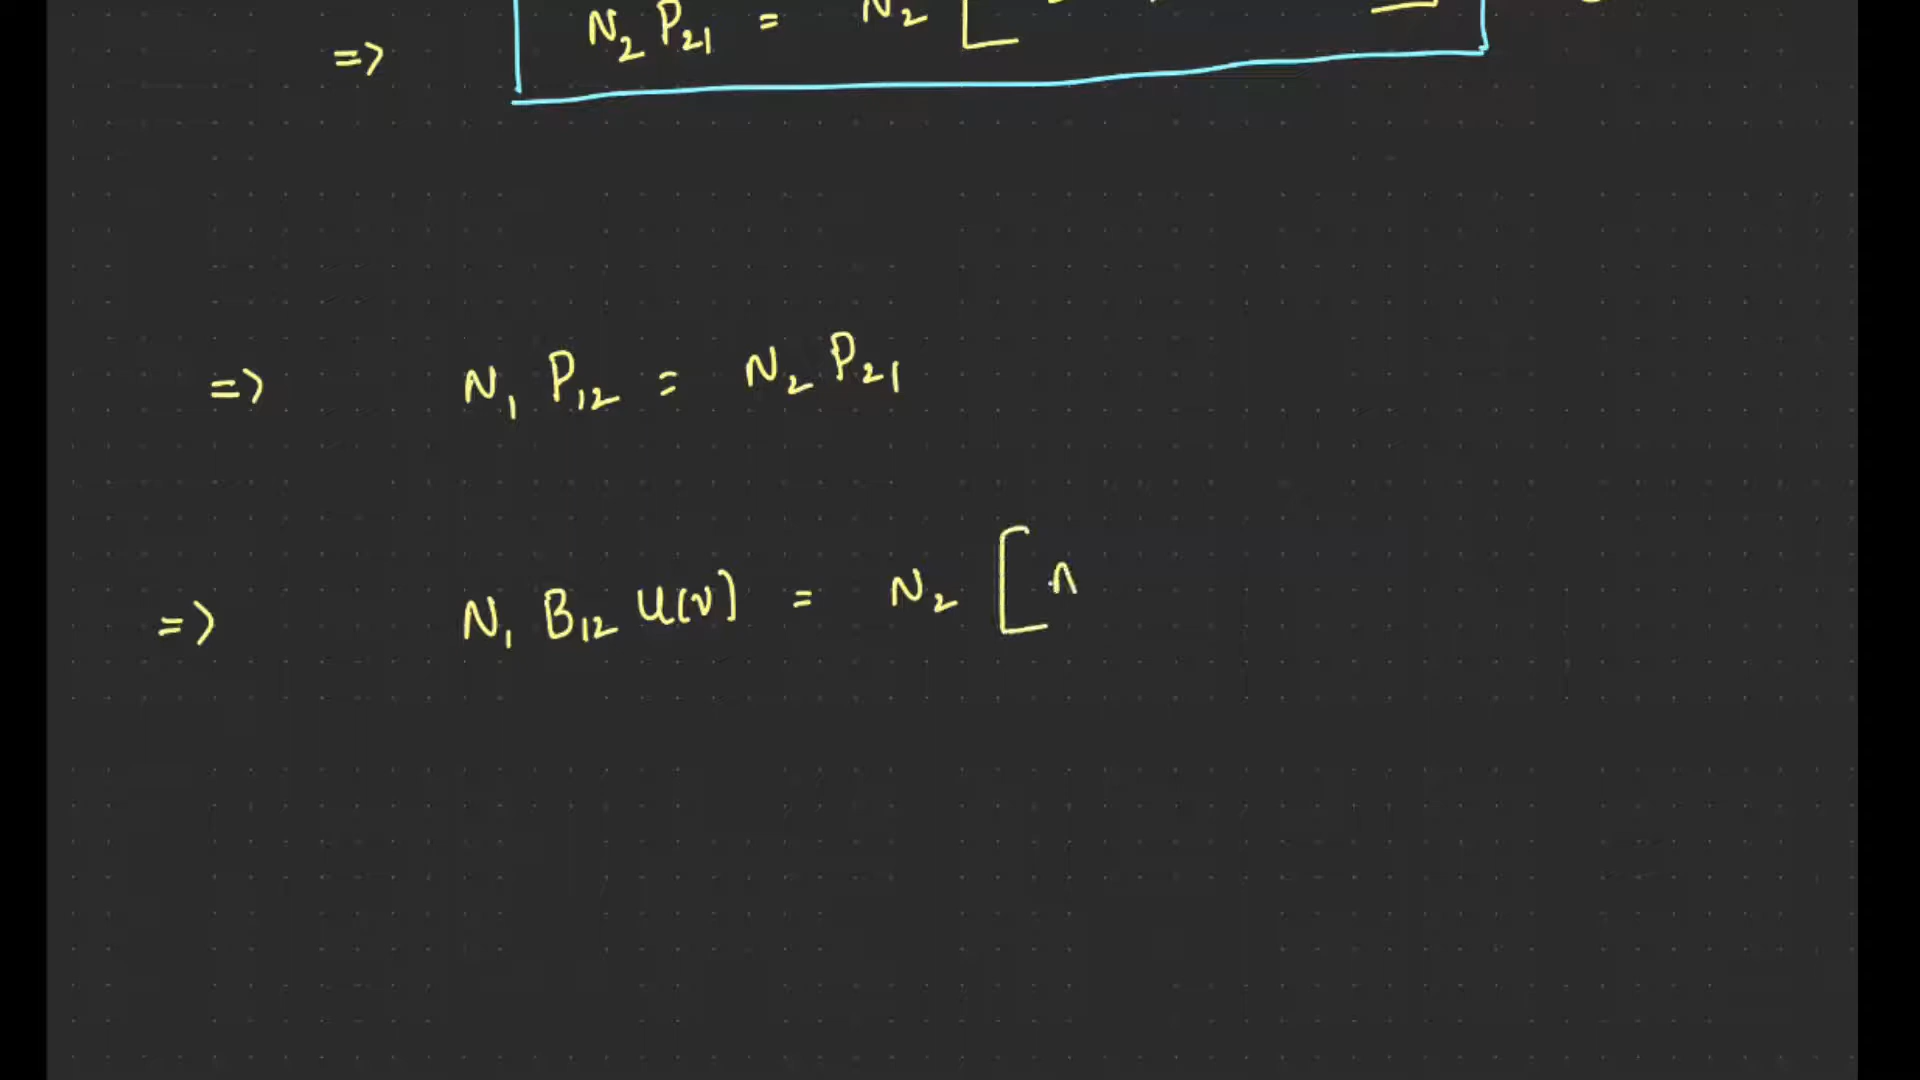 => N₂ P₂₁ = N₂ [
=> N₁ P₁₂ = N₂ P₂₁
=> N₁ B₁₂ u(ν) = N₂ [